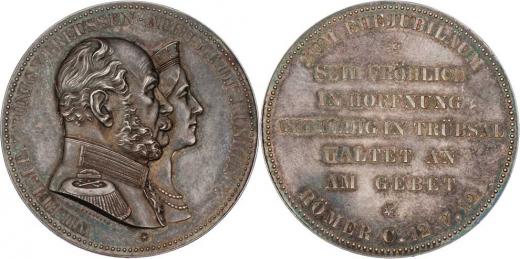 WILHELM KÖNIG V. PREUSSEN · AUGUSTA KÖNIGIN
ZUM EHEJUBILÄUM
SEID FRÖHLICH
IN HOFFNUNG
GEDULDIG IN TRÜBSAL
HALTET AN
AM GEBET
RÖMER C. 12. V. 12.